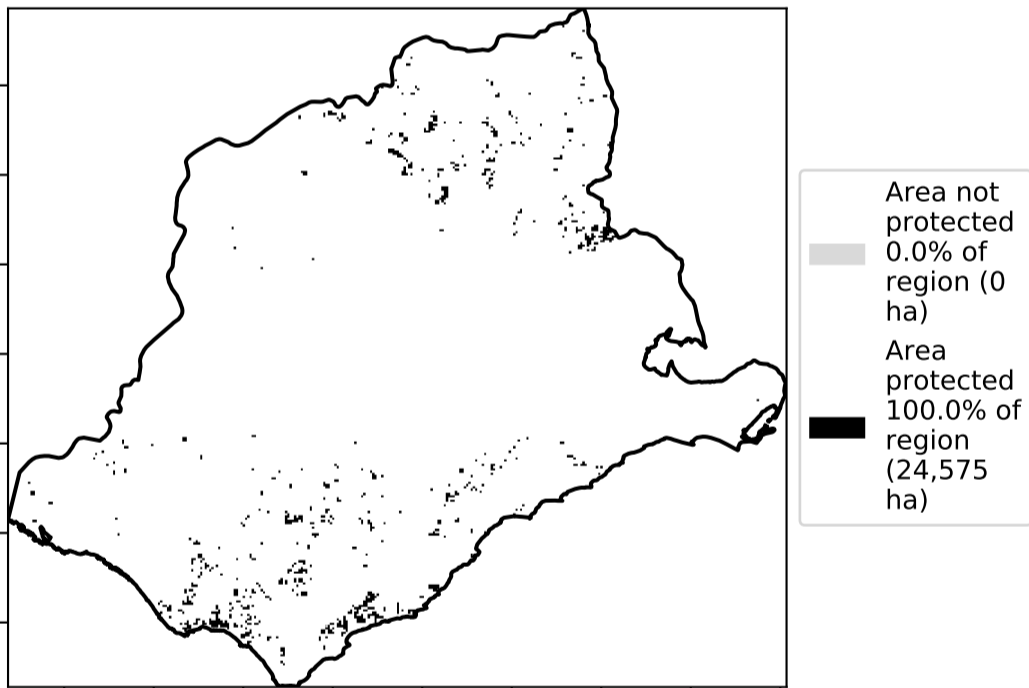 Area not
protected
0.0% of
region (0
ha)
Area
protected
100.0% of
region
(24,575
ha)